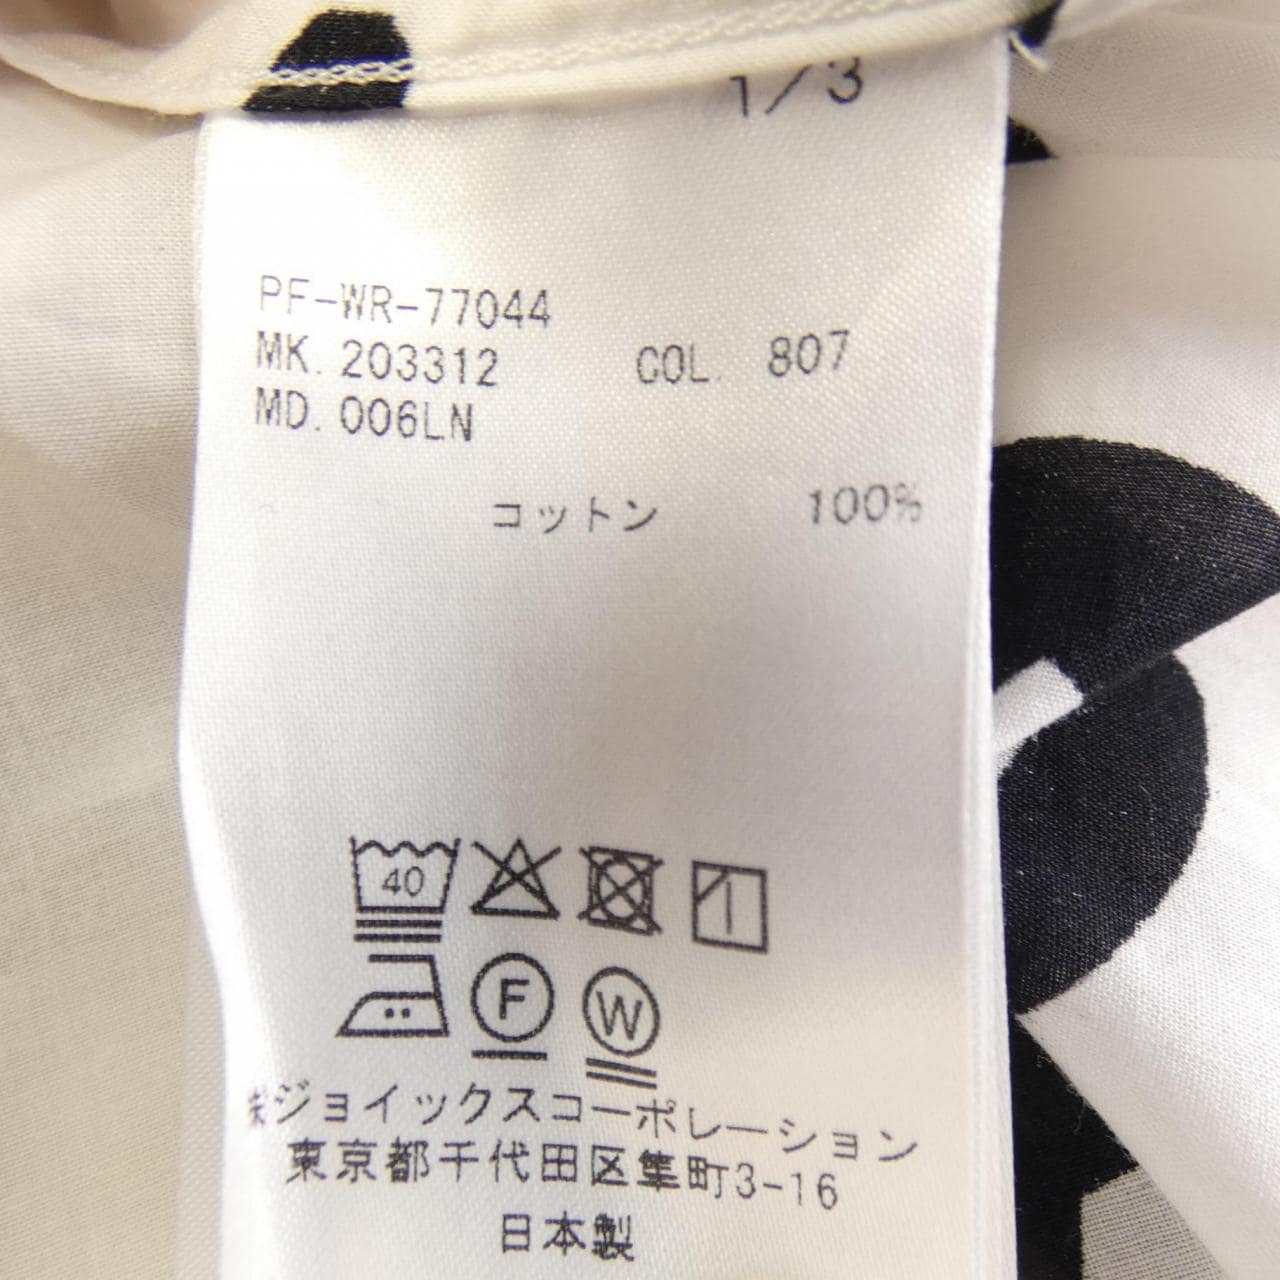 1/3
PF-WR-77044
MK. 203312 COL. 807
MD. 006LN
コットン 100%
40
F W
㈱ジョイックスコーポレーション
東京都千代田区隼町3-16
日本製